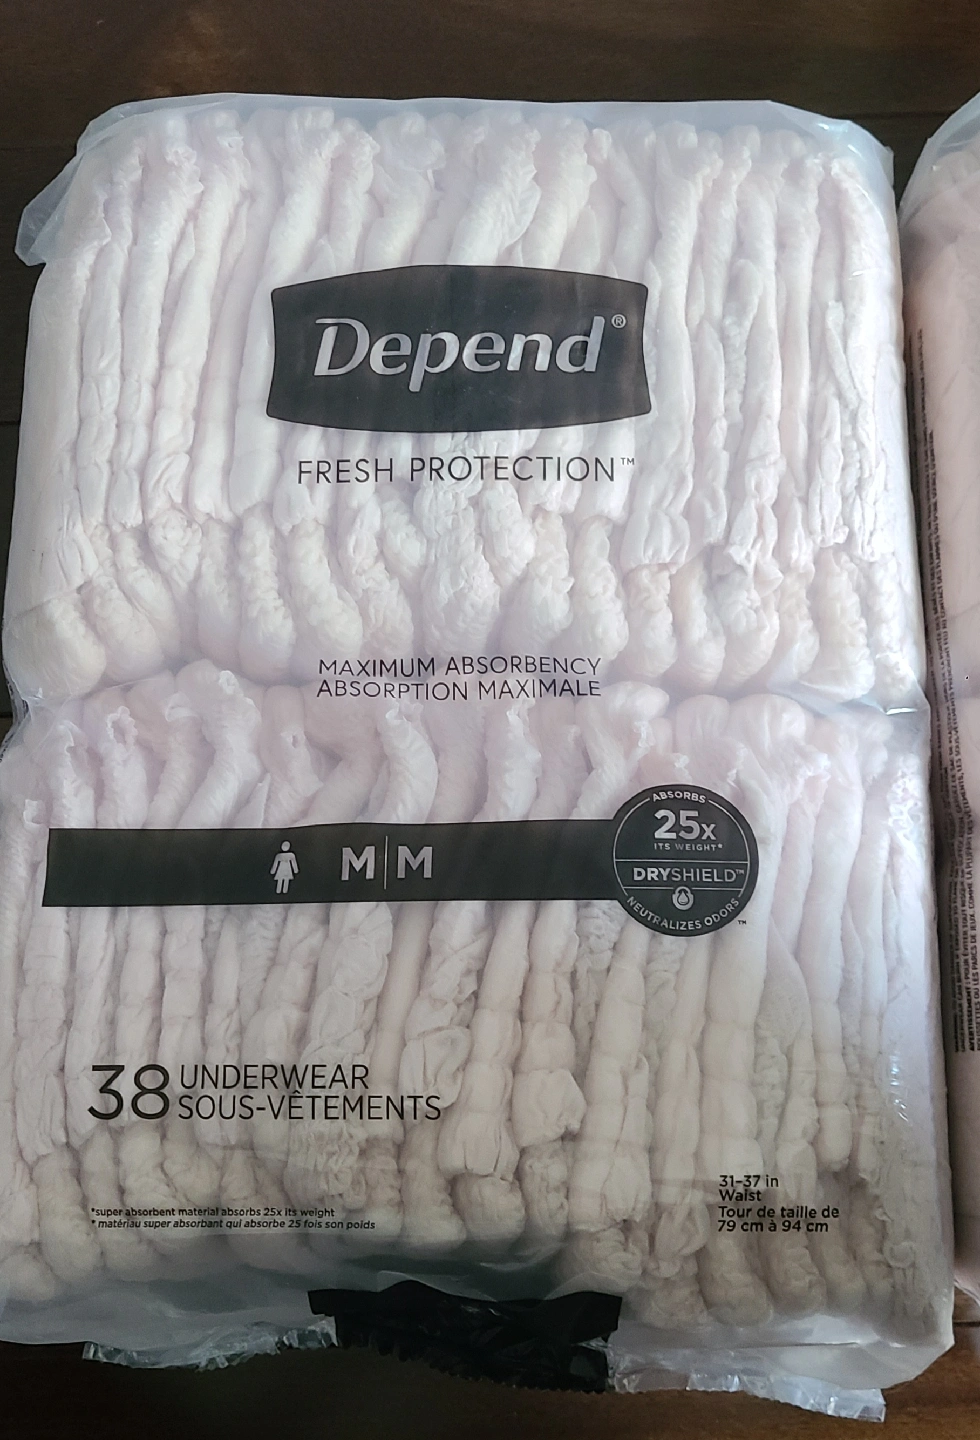 Depend®
FRESH PROTECTION™
MAXIMUM ABSORBENCY
ABSORPTION MAXIMALE
M|M
ABSORBS
25x
ITS WEIGHT*
DRYSHIELD™
NEUTRALIZES ODORS™
38 UNDERWEAR
SOUS-VÊTEMENTS
*super absorbent material absorbs 25x its weight
* matériau super absorbant qui absorbe 25 fois son poids
31-37 in
Waist
Tour de taille de
79 cm à 94 cm